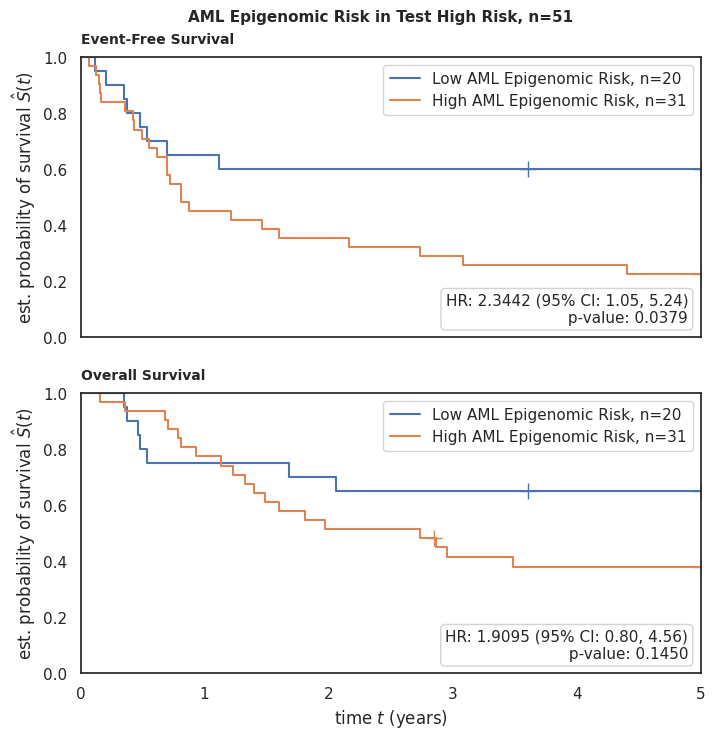 AML Epigenomic Risk in Test High Risk, n=51
Event-Free Survival
1.0
0.8
0.6
0.4
0.2
0.0
est. probability of survival Ŝ(t)
Low AML Epigenomic Risk, n=20
High AML Epigenomic Risk, n=31
HR: 2.3442 (95% CI: 1.05, 5.24)
p-value: 0.0379
Overall Survival
1.0
0.8
0.6
0.4
0.2
0.0
est. probability of survival Ŝ(t)
Low AML Epigenomic Risk, n=20
High AML Epigenomic Risk, n=31
HR: 1.9095 (95% CI: 0.80, 4.56)
p-value: 0.1450
0 1 2 3 4 5
time t (years)